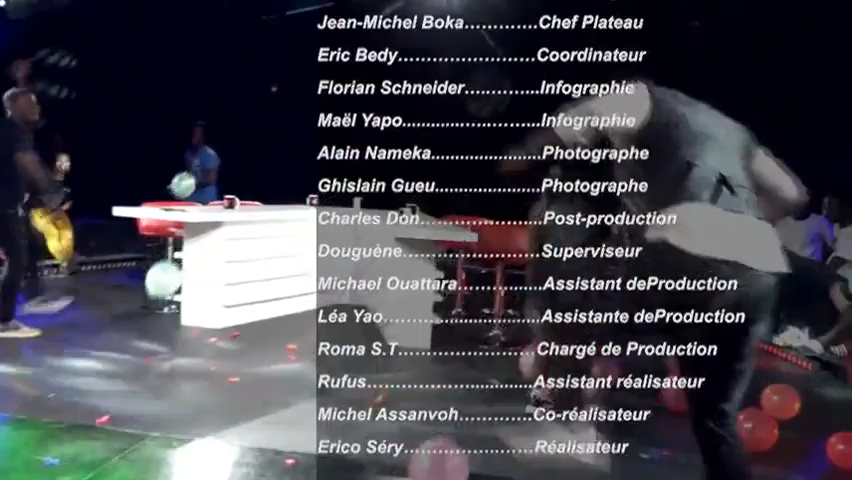 Jean-Michel Boka.............Chef Plateau
Eric Bedy........................Coordinateur
Florian Schneider.............Infographie
Maël Yapo........................Infographie
Alain Nameka...................Photographe
Ghislain Gueu..................Photographe
Charles Don.....................Post-production
Douguène........................Superviseur
Michael Ouattara...............Assistant deProduction
Léa Yao............................Assistante deProduction
Roma S.T........................Chargé de Production
Rufus..............................Assistant réalisateur
Michel Assanvoh.............Co-réalisateur
Erico Séry.......................Réalisateur